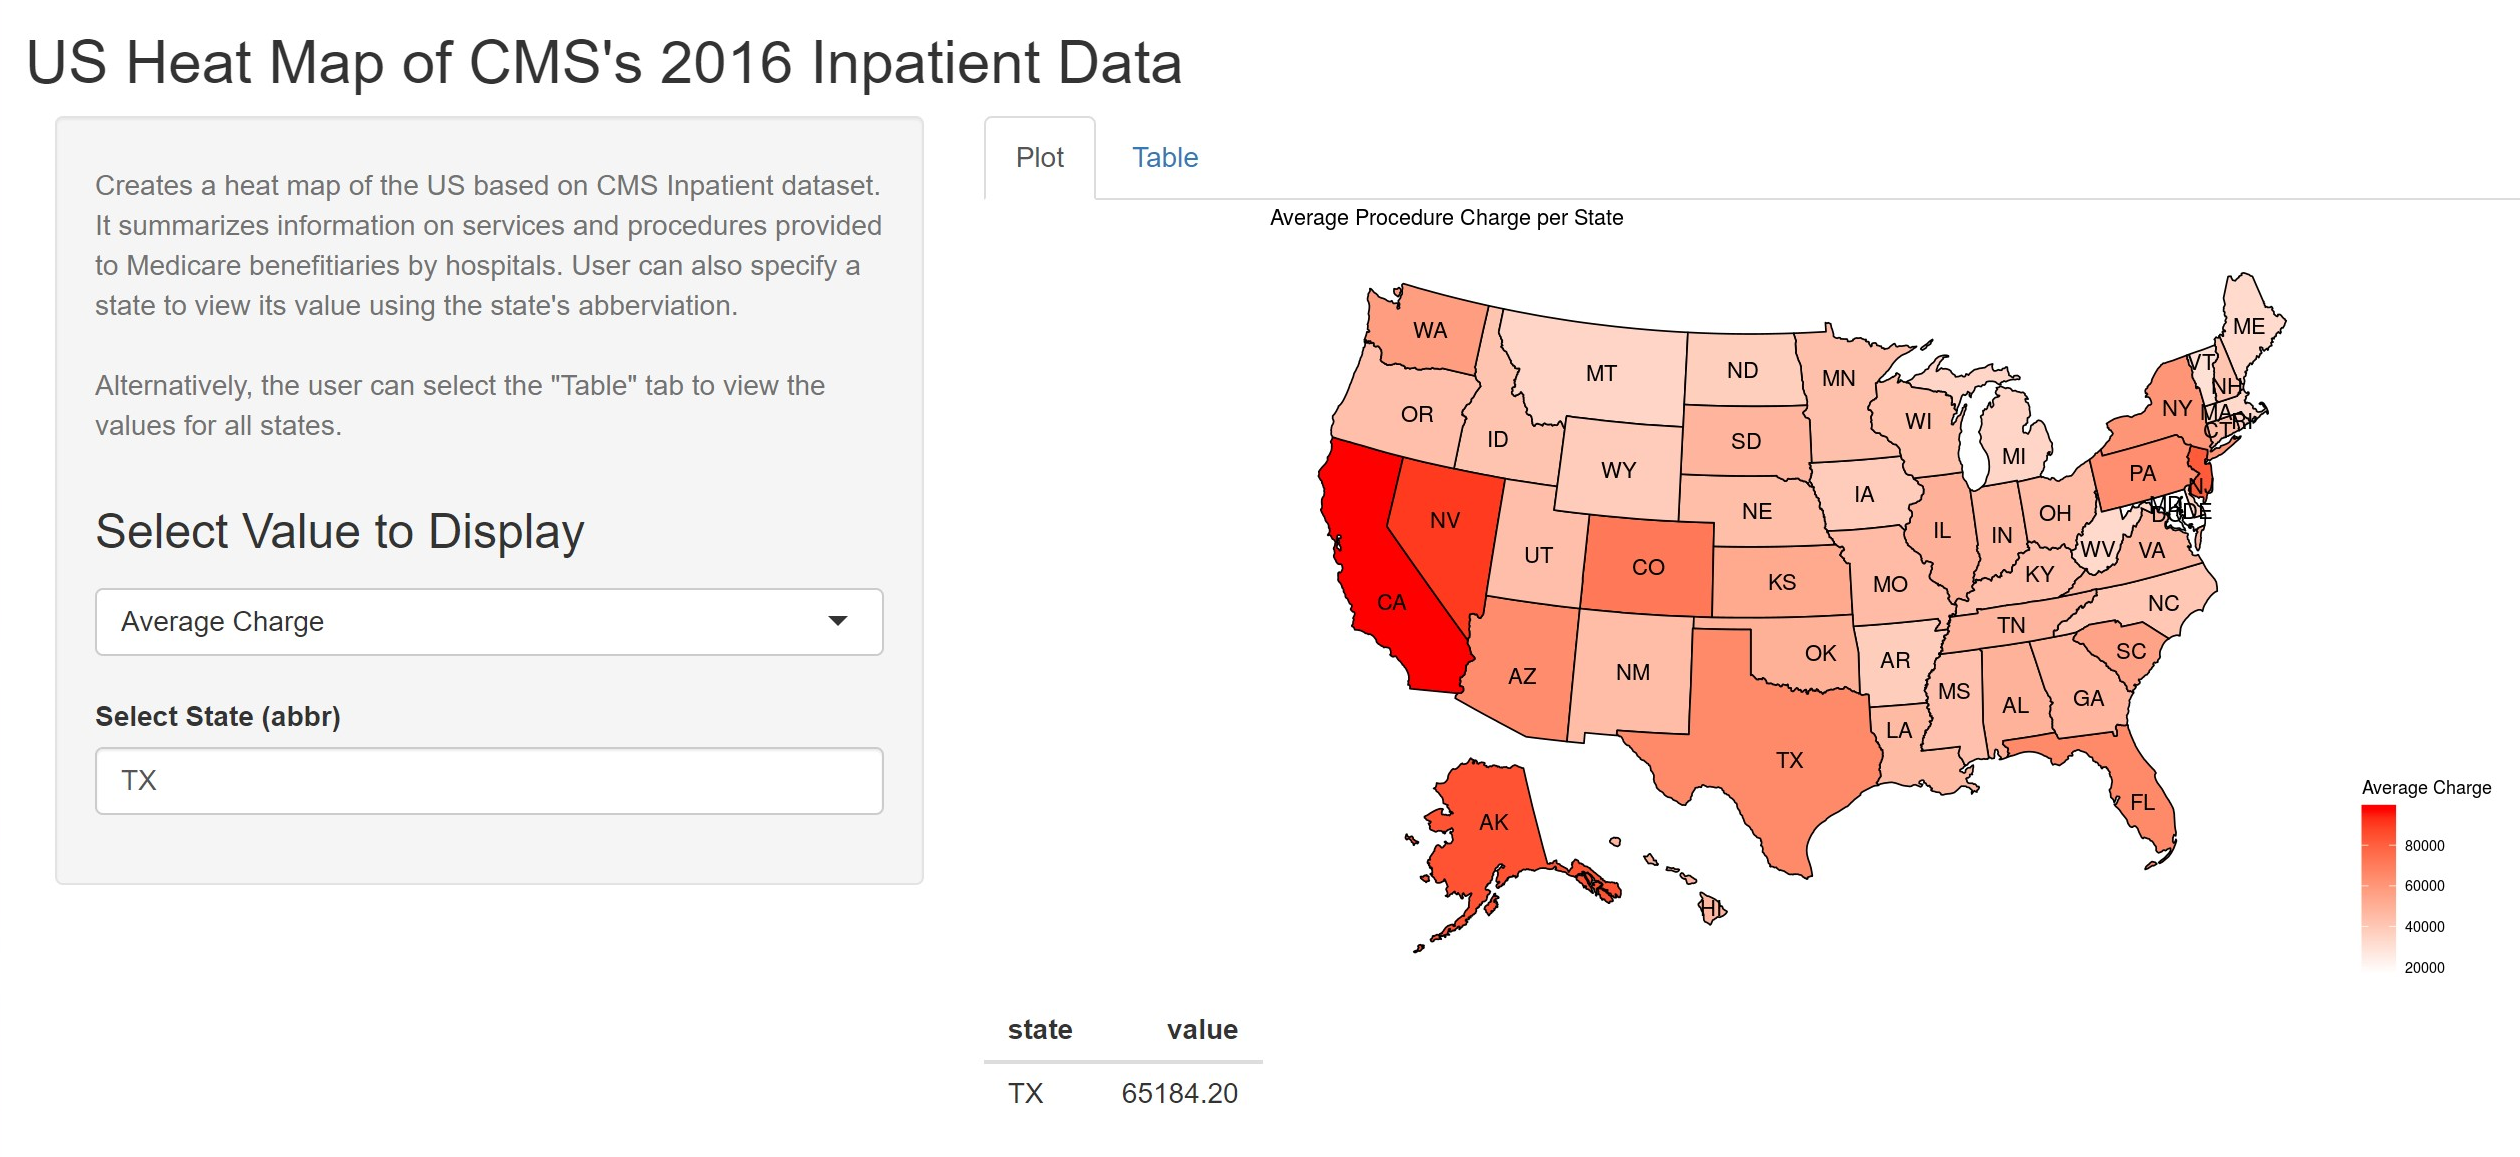 US Heat Map of CMS's 2016 Inpatient Data
Creates a heat map of the US based on CMS Inpatient dataset.
It summarizes information on services and procedures provided
to Medicare benefitiaries by hospitals. User can also specify a
state to view its value using the state's abberviation.
Alternatively, the user can select the "Table" tab to view the
values for all states.
Select Value to Display
Average Charge
Select State (abbr)
TX
Plot
Table
Average Procedure Charge per State
WA
MT
ND
MN
ME
VT
NH
OR
ID
SD
WI
NY
MA
RI
CT
WY
MI
PA
NJ
IA
NE
NV
UT
CO
IL
IN
OH
MD
DC
DE
WV
VA
CA
KS
MO
KY
NC
TN
OK
AR
SC
AZ
NM
MS
AL
GA
LA
TX
FL
AK
HI
Average Charge
80000
60000
40000
20000
state value
TX 65184.20